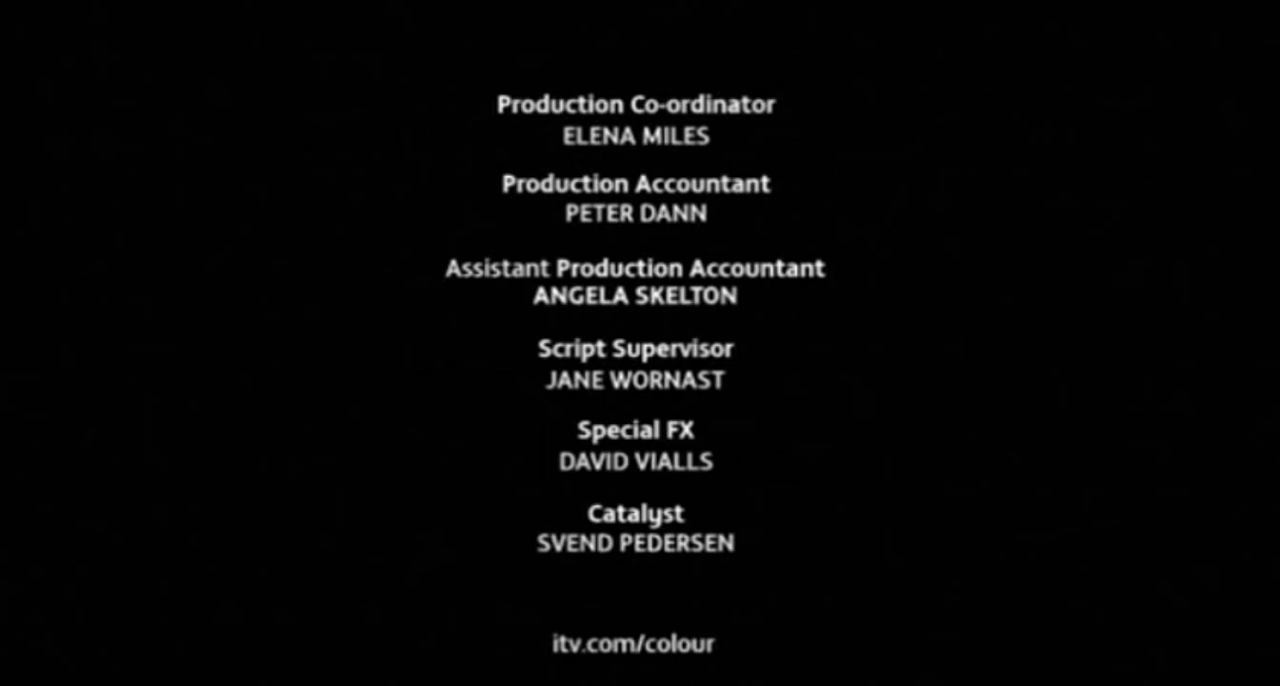 Production Co-ordinator
ELENA MILES
Production Accountant
PETER DANN
Assistant Production Accountant
ANGELA SKELTON
Script Supervisor
JANE WORNAST
Special FX
DAVID VIALLS
Catalyst
SVEND PEDERSEN
itv.com/colour